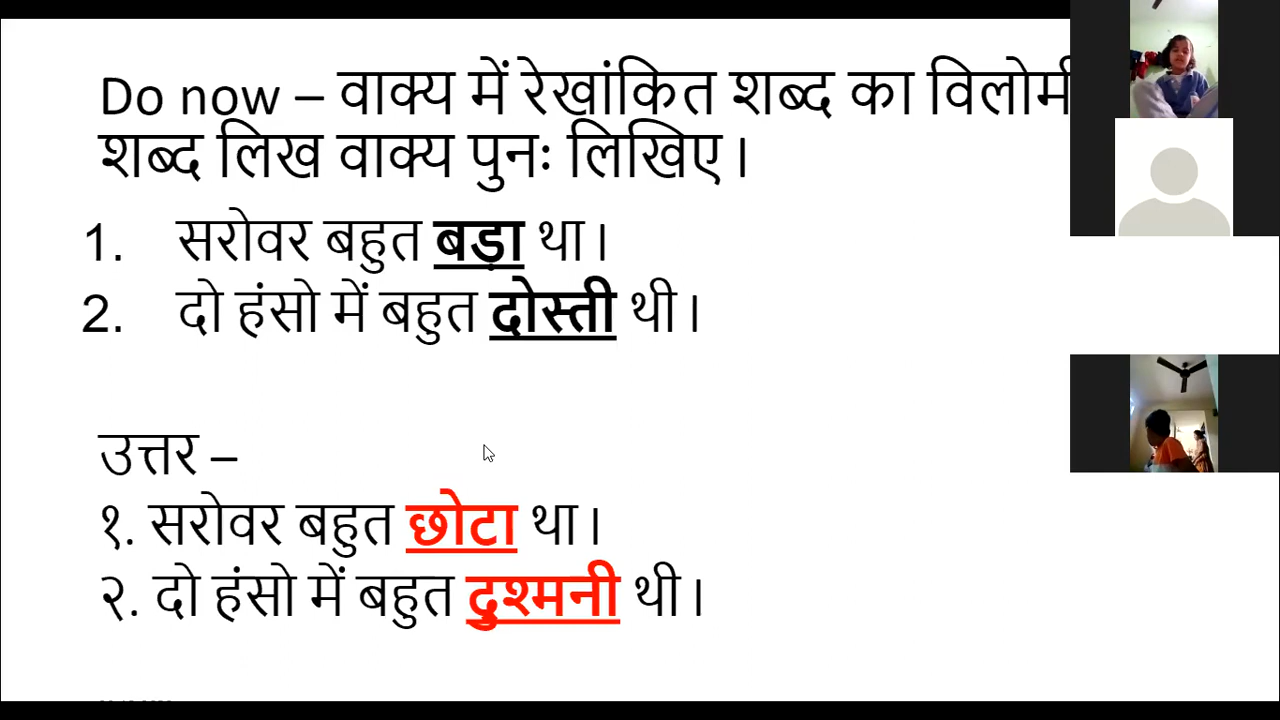 Do now – वाक्य में रेखांकित शब्द का विलोमी
शब्द लिख वाक्य पुनः लिखिए।
1. सरोवर बहुत बड़ा था।
2. दो हंसो में बहुत दोस्ती थी।
उत्तर –
१. सरोवर बहुत छोटा था।
२. दो हंसो में बहुत दुश्मनी थी।